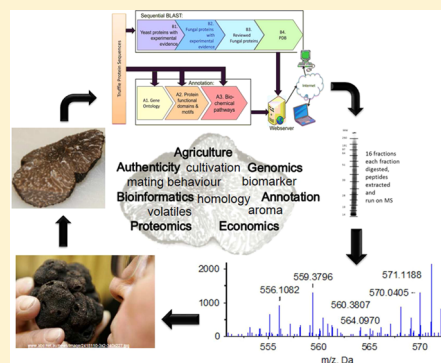 Sequential BLAST:
B1.
Yeast proteins with
experimental
evidence
B2.
Fungal proteins
with
experimental
evidence
B3.
Reviewed
Fungal proteins
B4.
PDB
Truffle Protein Sequences
Annotation:
A1. Gene
Ontology
A2. Protein
functional
domains &
motifs
A3. Bio-
chemical
pathways
Internet
Webserver
16 fractions
each fraction
digested,
peptides
extracted
and
run on MS
Agriculture
Authenticity cultivation Genomics
mating behaviour biomarker
Bioinformatics homology Annotation
volatiles aroma
Proteomics Economics
2000
1000
0
556.1082
559.3796
560.3807
564.0970
570.0405
571.1188
555
560
565
570
m/z, Da